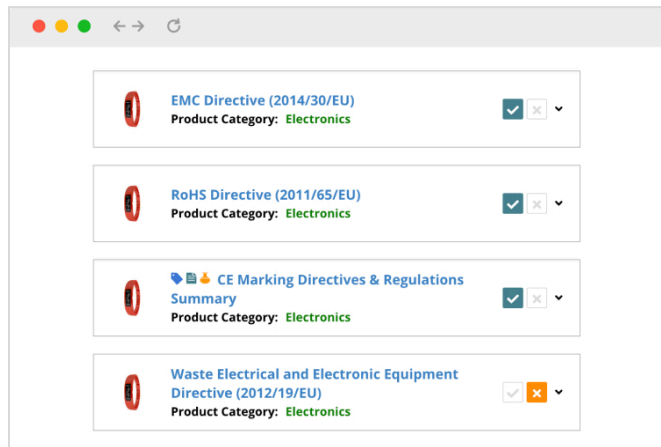 EMC Directive (2014/30/EU)
Product Category: Electronics
RoHS Directive (2011/65/EU)
Product Category: Electronics
CE Marking Directives & Regulations
Summary
Product Category: Electronics
Waste Electrical and Electronic Equipment
Directive (2012/19/EU)
Product Category: Electronics